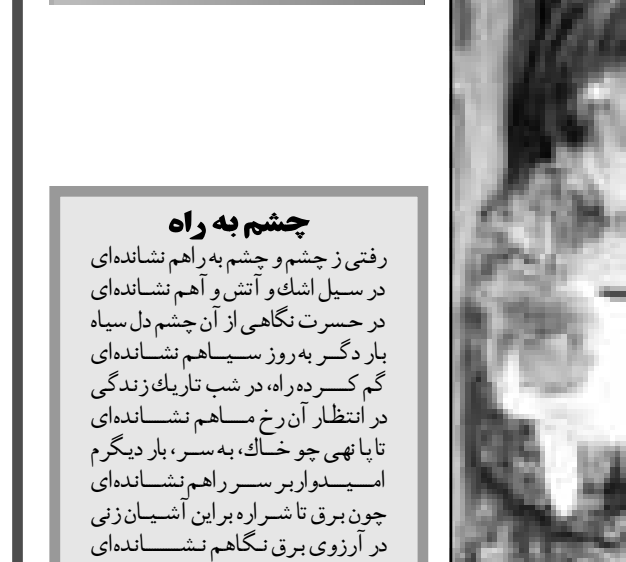 چشم به راه
رفتی ز چشم و چشم به راهم نشانده‌ای
در سیل اشك و آتش و آهم نشانده‌ای
در حسرت نگاهی از آن چشم دل سیاه
بار دگر به روز سیاهم نشانده‌ای
گم کرده راه، در شب تاریك زندگی
در انتظار آن رخ ماهم نشانده‌ای
تا پا نهی چو خاك، به سر، بار دیگرم
امیدوار بر سر راهم نشانده‌ای
چون برق تا شراره بر این آشیان زنی
در آرزوی برق نگاهم نشانده‌ای